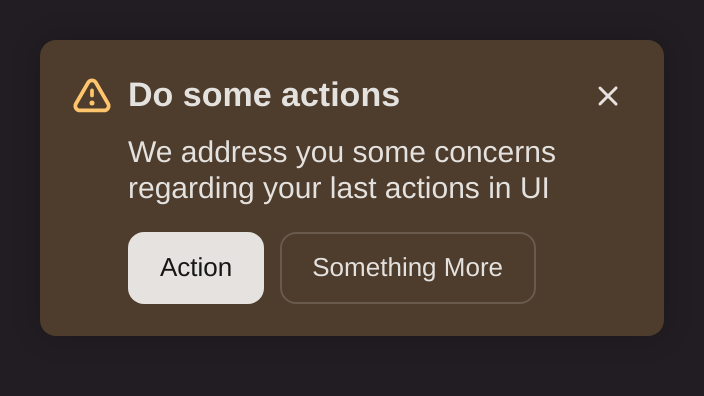 Do some actions
We address you some concerns
regarding your last actions in UI
Action
Something More